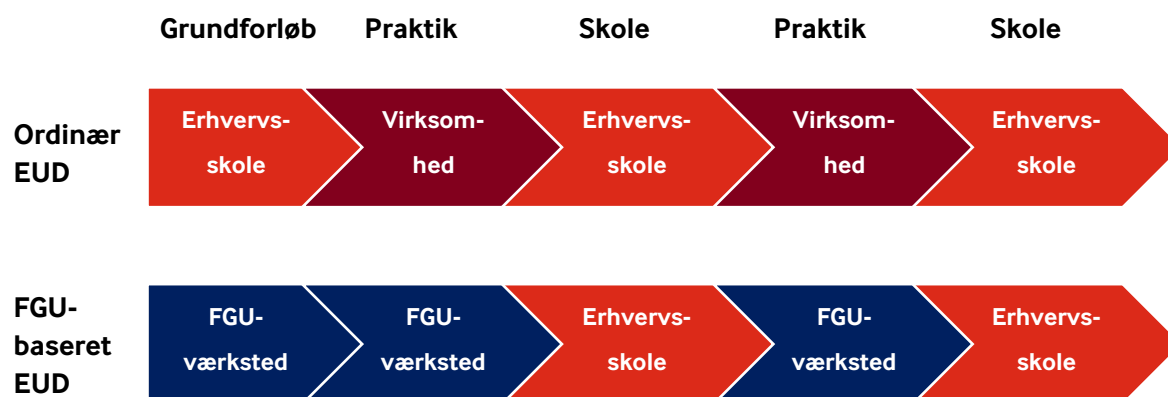 Grundforløb Praktik Skole Praktik Skole
Ordinær
EUD
Erhvervs-
skole
Virksom-
hed
Erhvervs-
skole
Virksom-
hed
Erhvervs-
skole
FGU-
baseret
EUD
FGU-
værksted
FGU-
værksted
Erhvervs-
skole
FGU-
værksted
Erhvervs-
skole